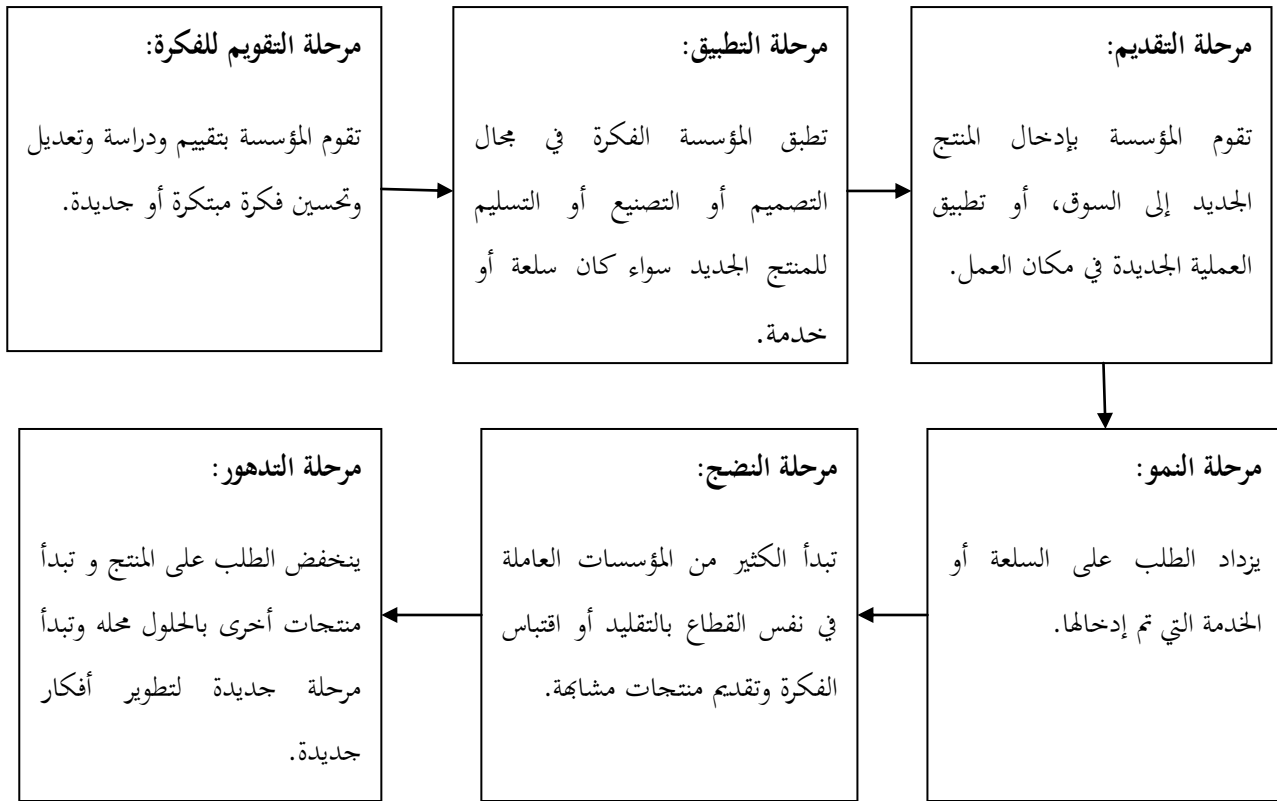 مرحلة التقويم للفكرة:
تقوم المؤسسة بتقييم ودراسة وتعديل
وتحسين فكرة مبتكرة أو جديدة.
مرحلة التطبيق:
تطبق المؤسسة الفكرة في مجال
التصميم أو التصنيع أو التسليم
للمنتج الجديد سواء كان سلعة أو
خدمة.
مرحلة التقديم:
تقوم المؤسسة بإدخال المنتج
الجديد إلى السوق، أو تطبيق
العملية الجديدة في مكان العمل.
مرحلة النمو:
يزداد الطلب على السلعة أو
الخدمة التي تم إدخالها.
مرحلة النضج:
تبدأ الكثير من المؤسسات العاملة
في نفس القطاع بالتقليد أو اقتباس
الفكرة وتقديم منتجات مشابهة.
مرحلة التدهور:
ينخفض الطلب على المنتج و تبدأ
منتجات أخرى بالحلول محله وتبدأ
مرحلة جديدة لتطوير أفكار
جديدة.